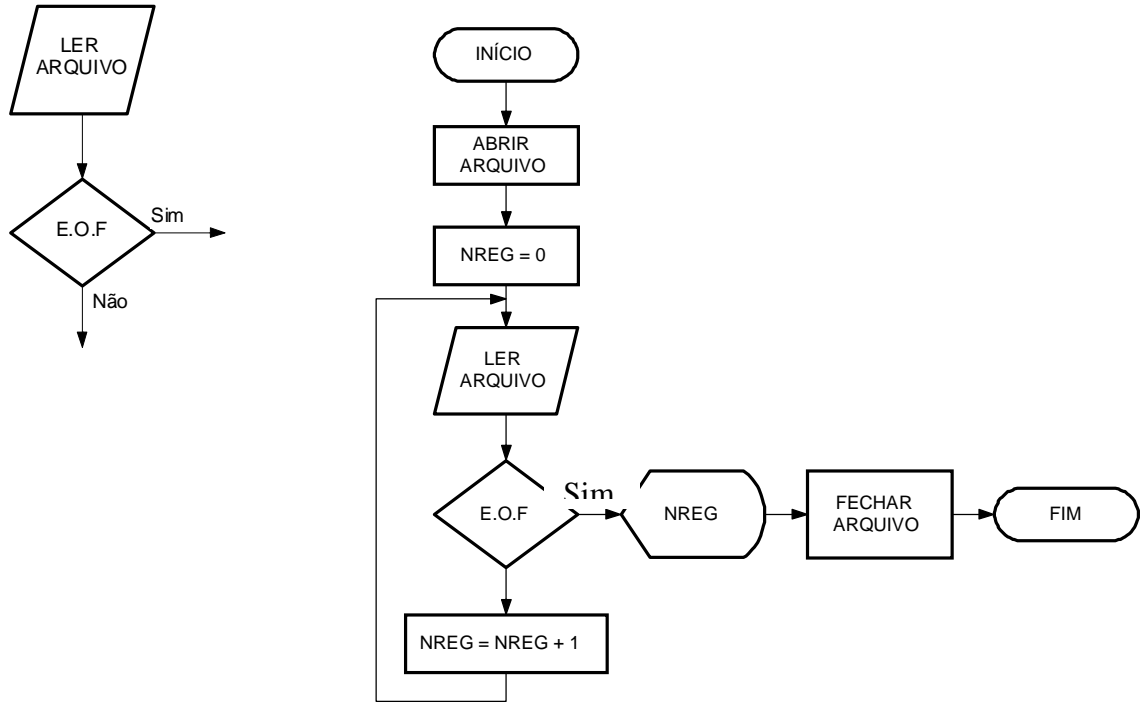 LER
ARQUIVO
E.O.F
Sim
Não
INÍCIO
ABRIR
ARQUIVO
NREG = 0
LER
ARQUIVO
E.O.F
Sim
NREG
FECHAR
ARQUIVO
FIM
NREG = NREG + 1